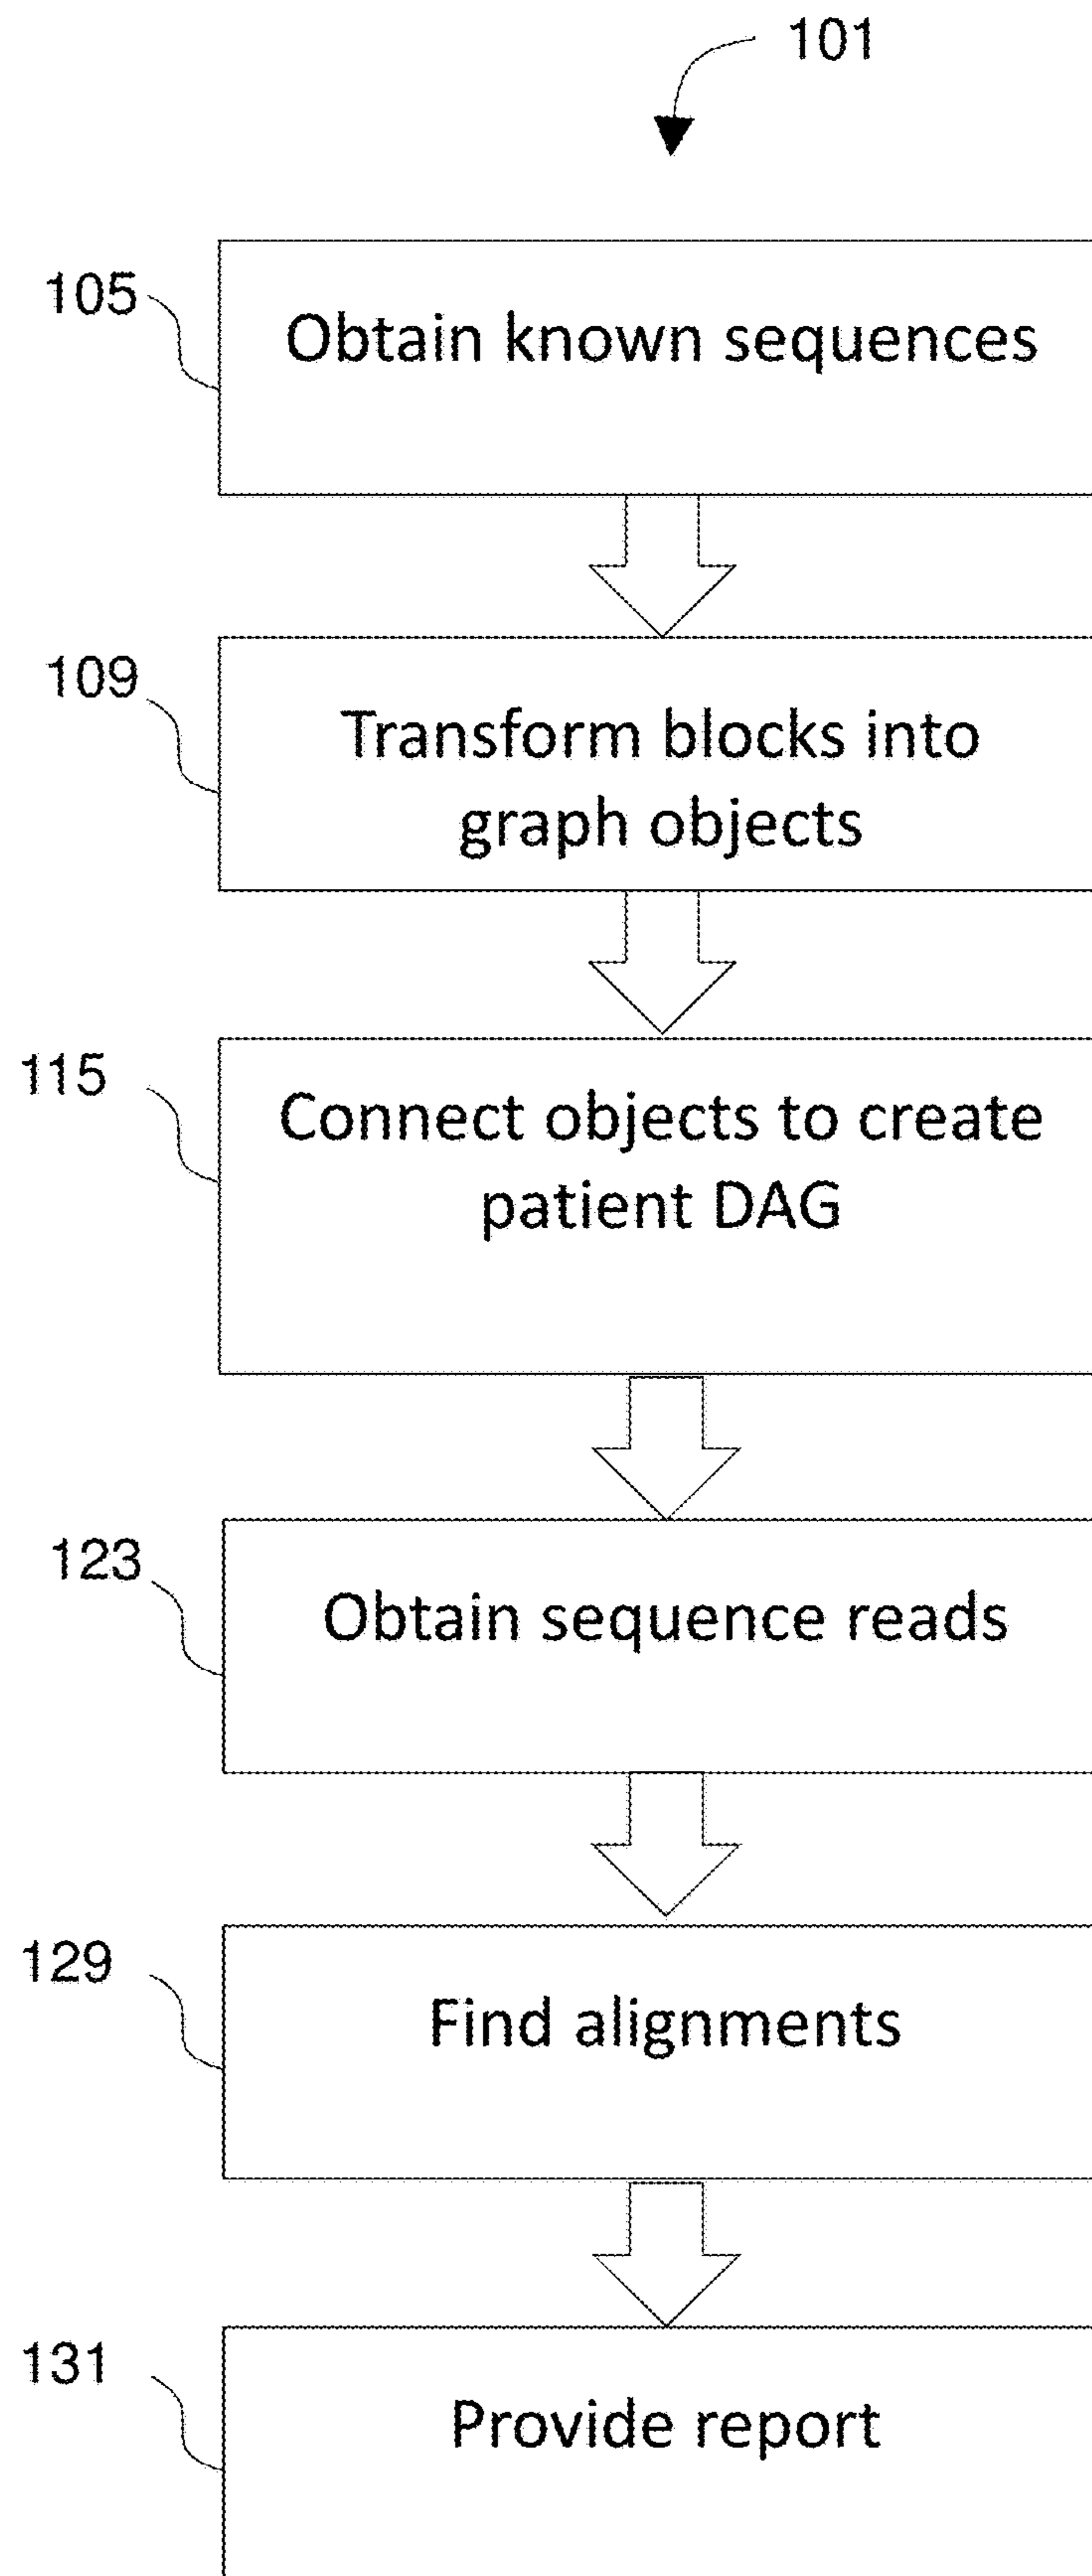 101
105
Obtain known sequences
109
Transform blocks into
graph objects
115
Connect objects to create
patient DAG
123
Obtain sequence reads
129
Find alignments
131
Provide report